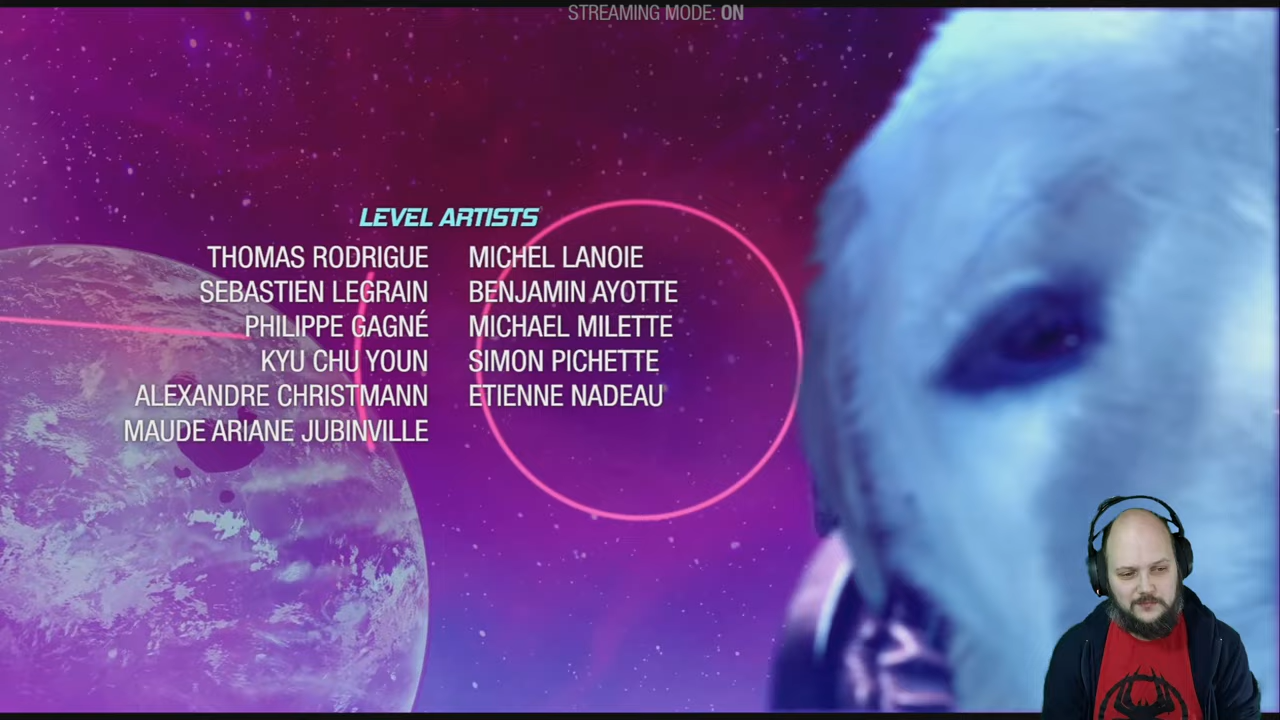 STREAMING MODE: ON
LEVEL ARTISTS
THOMAS RODRIGUE MICHEL LANOIE
SEBASTIEN LEGRAIN BENJAMIN AYOTTE
PHILIPPE GAGNÉ MICHAEL MILETTE
KYU CHU YOUN SIMON PICHETTE
ALEXANDRE CHRISTMANN ETIENNE NADEAU
MAUDE ARIANE JUBINVILLE